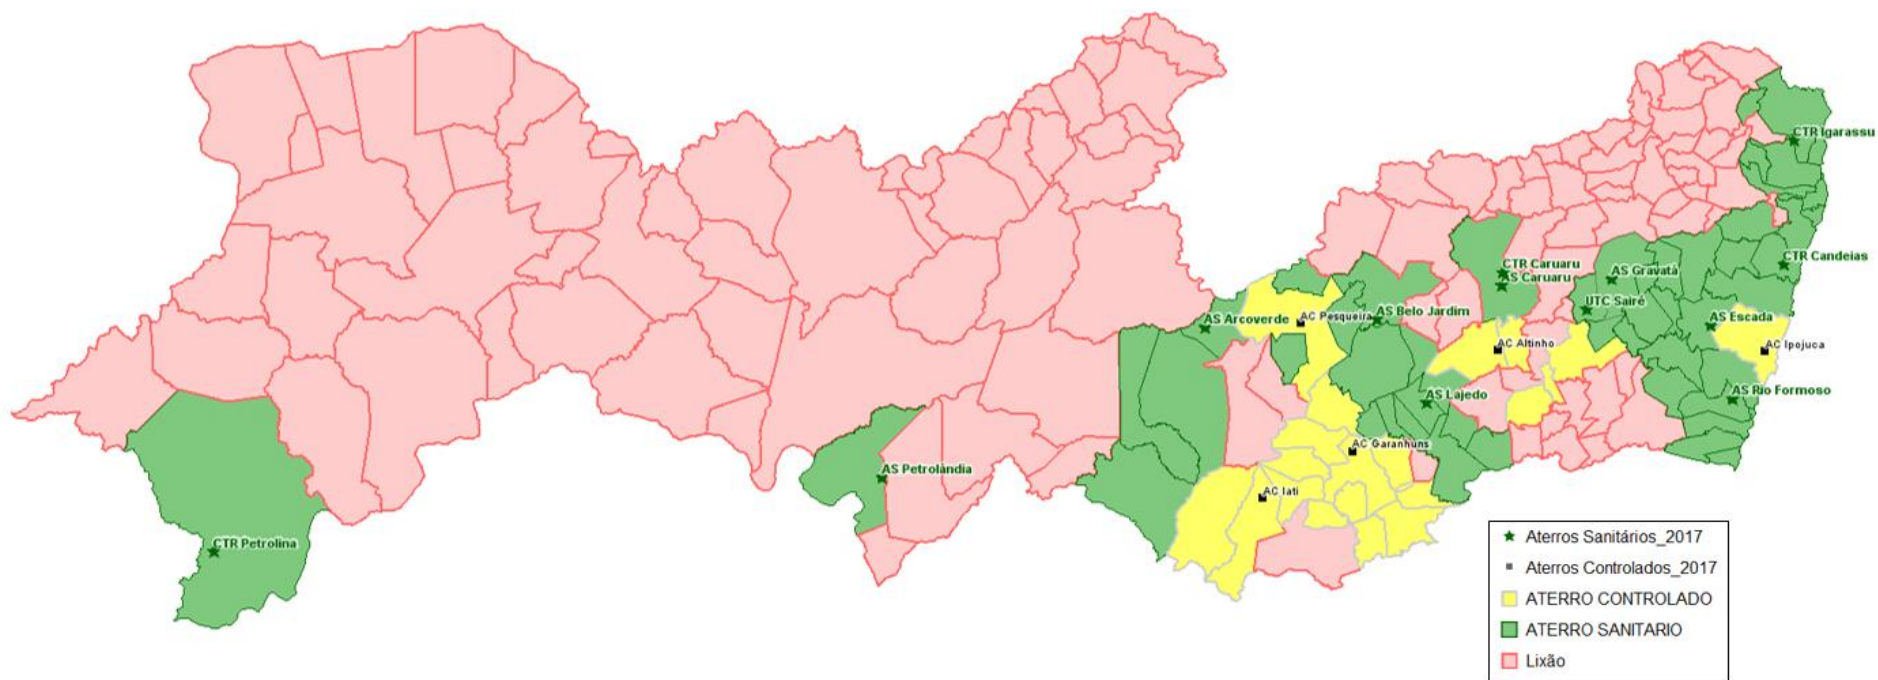 CTR Igarassu
CTR Candeias
CTR Caruaru
AS Caruaru
AS Gravatá
UTC Sairé
AS Arcoverde
AC Pesqueira
AS Belo Jardim
AS Escada
AC Altinho
AC Ipojuca
AS Lajedo
AS Rio Formoso
AC Garanhuns
AS Petrolândia
AC Iati
CTR Petrolina
Aterros Sanitários_2017
Aterros Controlados_2017
ATERRO CONTROLADO
ATERRO SANITARIO
Lixão